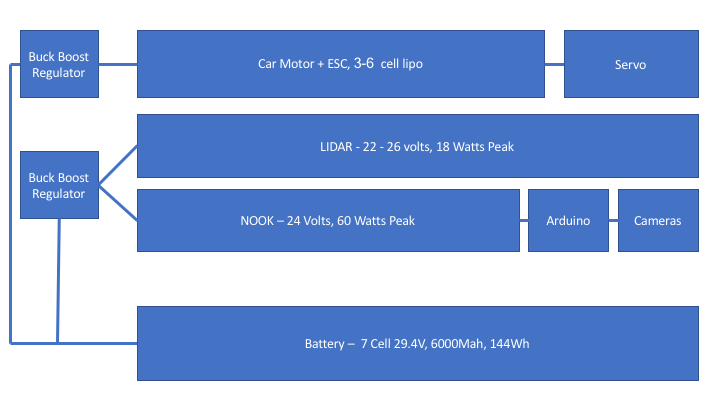 Buck Boost
Regulator
Car Motor + ESC, 3-6 cell lipo
Servo
LIDAR - 22 - 26 volts, 18 Watts Peak
Buck Boost
Regulator
NOOK – 24 Volts, 60 Watts Peak
Arduino
Cameras
Battery – 7 Cell 29.4V, 6000Mah, 144Wh